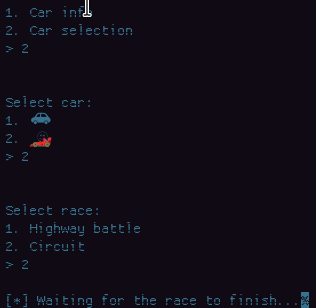 1. Car inf
2. Car selection
> 2
Select car:
1. 🚙
2. 🏎️
> 2
Select race:
1. Highway battle
2. Circuit
> 2
[*] Waiting for the race to finish...%